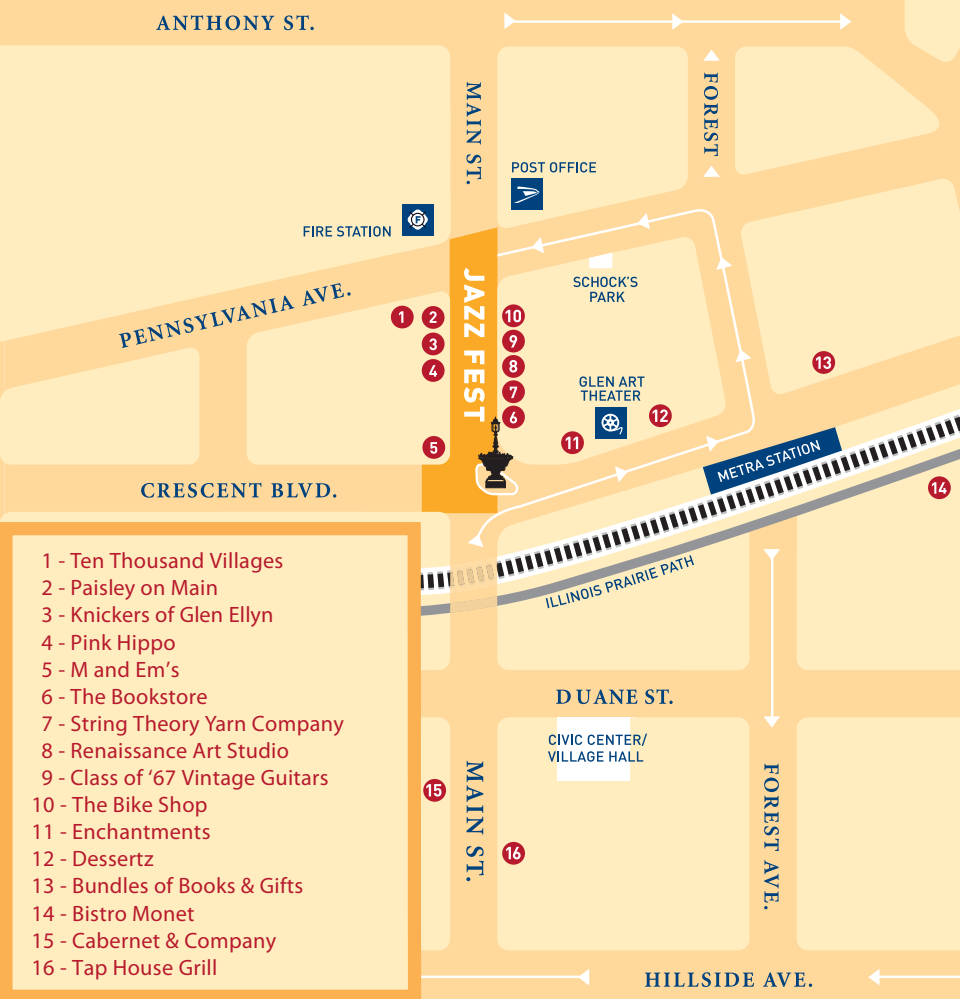 ANTHONY ST.
MAIN ST.
FOREST
POST OFFICE
FIRE STATION
F
PENNSYLVANIA AVE.
JAZZ FEST
SCHOCK'S
PARK
1
2
3
4
5
10
9
8
7
6
GLEN ART
THEATER
11
12
13
CRESCENT BLVD.
METRA STATION
14
ILLINOIS PRAIRIE PATH
1 - Ten Thousand Villages
2 - Paisley on Main
3 - Knickers of Glen Ellyn
4 - Pink Hippo
5 - M and Em's
6 - The Bookstore
7 - String Theory Yarn Company
8 - Renaissance Art Studio
9 - Class of ‘67 Vintage Guitars
10 - The Bike Shop
11 - Enchantments
12 - Dessertz
13 - Bundles of Books & Gifts
14 - Bistro Monet
15 - Cabernet & Company
16 - Tap House Grill
DUANE ST.
CIVIC CENTER/
VILLAGE HALL
15
MAIN ST.
16
FOREST AVE.
HILLSIDE AVE.